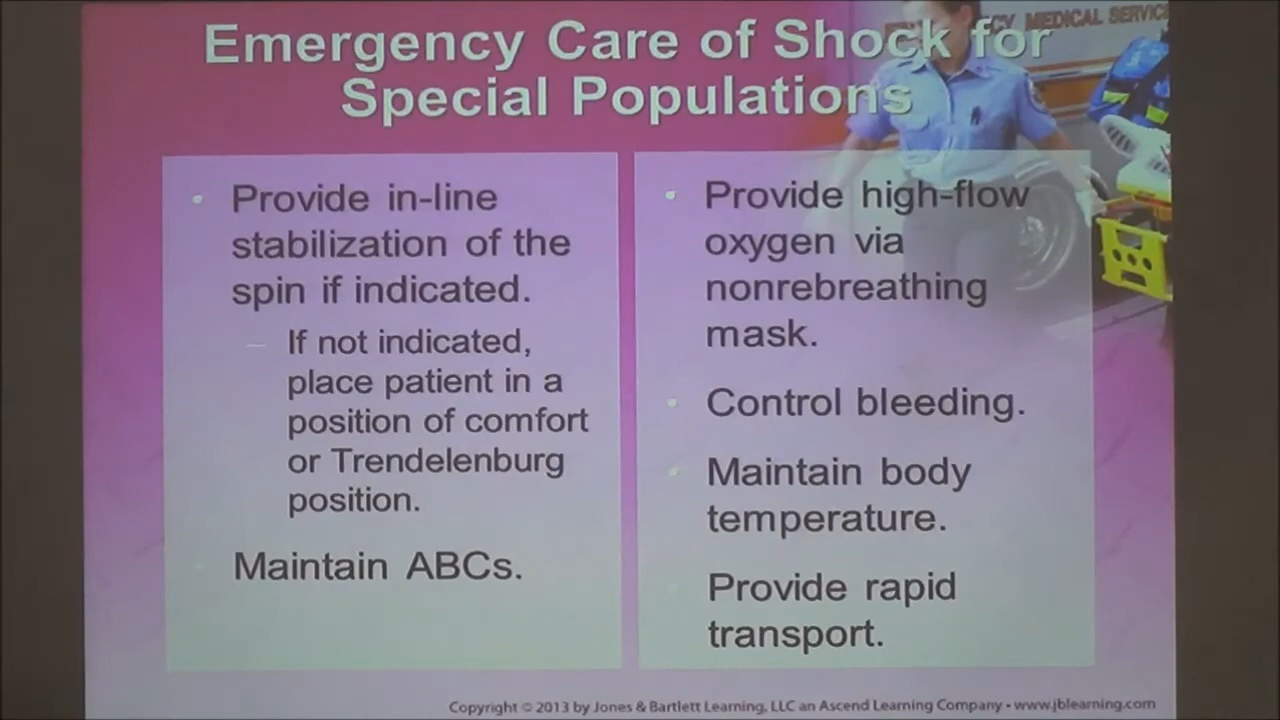 Emergency Care of Shock for
Special Populations
CY MEDICAL SERVIC
• Provide in-line
stabilization of the
spin if indicated.
– If not indicated,
place patient in a
position of comfort
or Trendelenburg
position.
• Maintain ABCs.
• Provide high-flow
oxygen via
nonrebreathing
mask.
• Control bleeding.
• Maintain body
temperature.
• Provide rapid
transport.
Copyright © 2013 by Jones & Bartlett Learning, LLC an Ascend Learning Company • www.jblearning.com